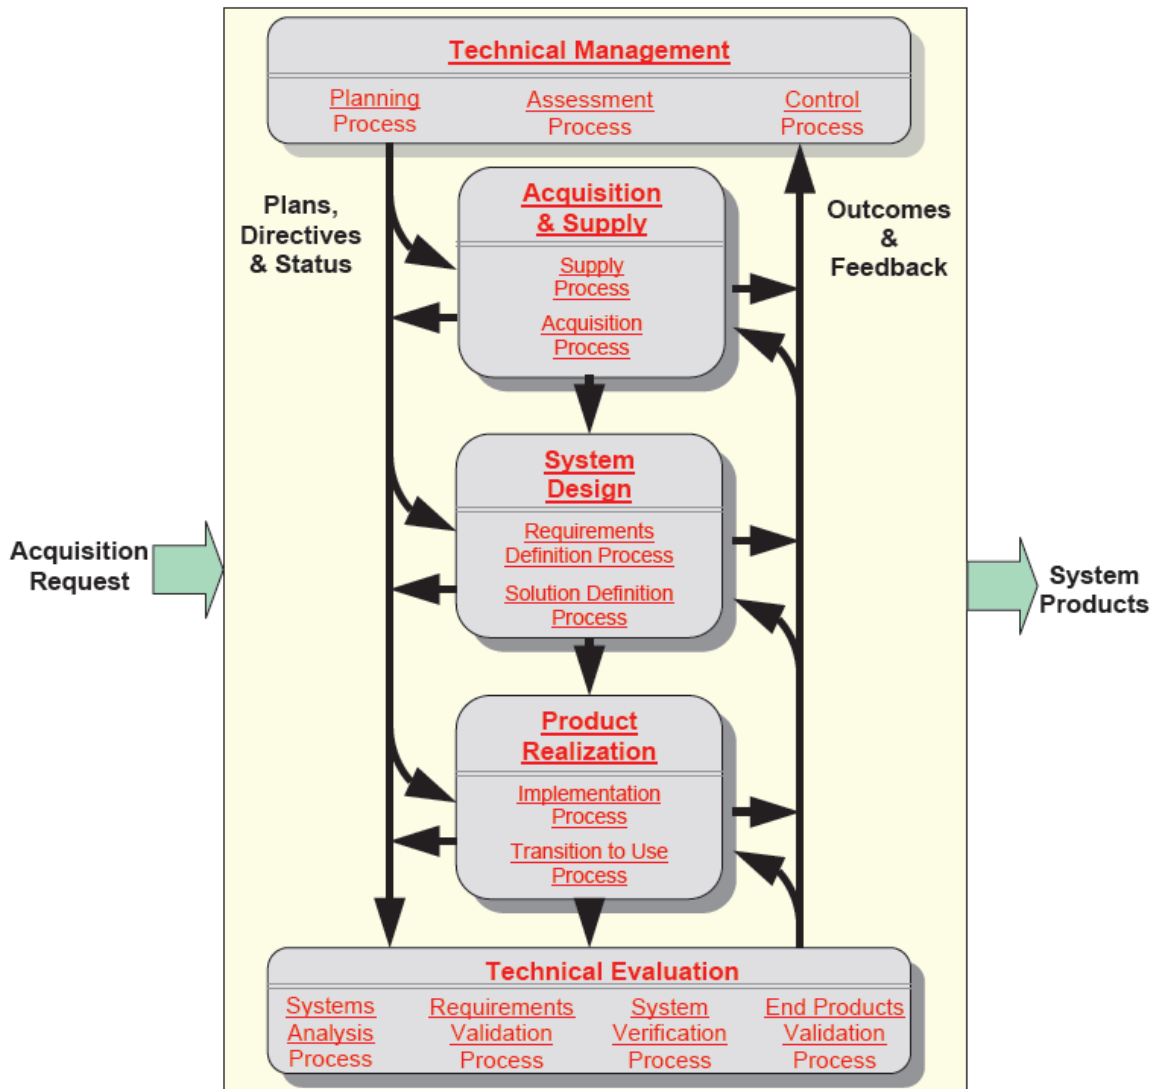 Technical Management
Planning
Process
Assessment
Process
Control
Process
Plans,
Directives
& Status
Acquisition
& Supply
Supply
Process
Acquisition
Process
Outcomes
&
Feedback
System
Design
Requirements
Definition Process
Solution Definition
Process
Acquisition
Request
System
Products
Product
Realization
Implementation
Process
Transition to Use
Process
Technical Evaluation
Systems
Analysis
Process
Requirements
Validation
Process
System
Verification
Process
End Products
Validation
Process